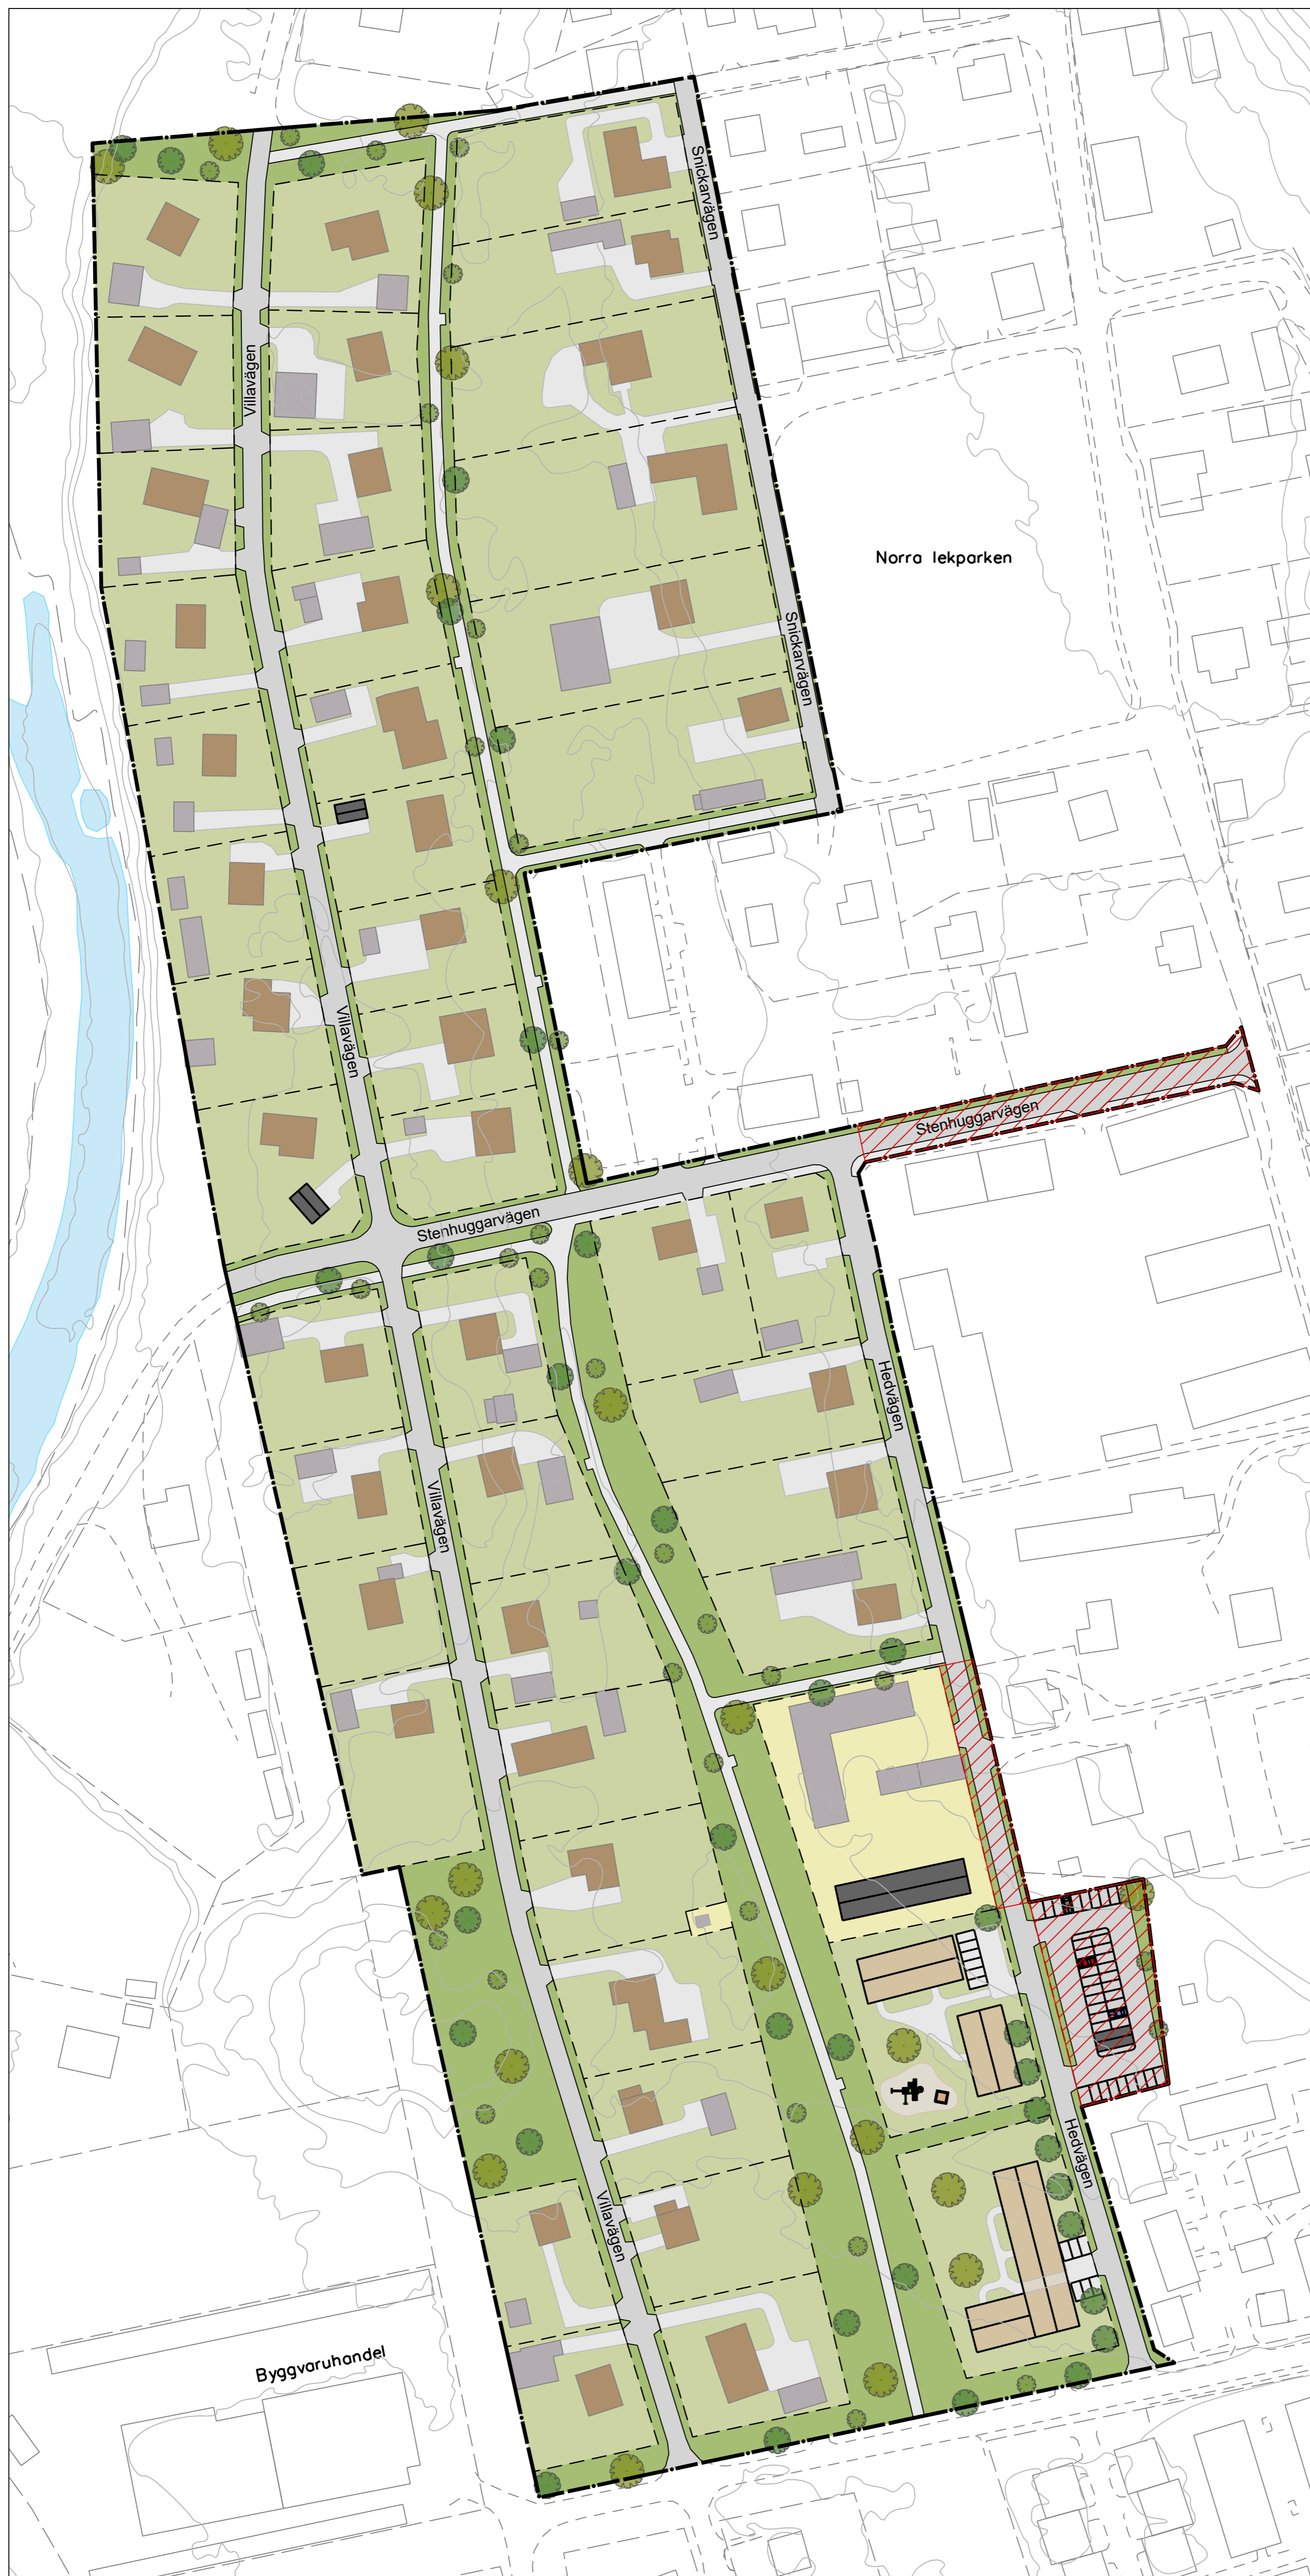 Snickarvägen
Villavägen
Norra lekparken
Snickarvägen
Villavägen
Stenhuggarvägen
Stenhuggarvägen
Hedvägen
Villavägen
Hedvägen
Villavägen
Byggvaruhandel